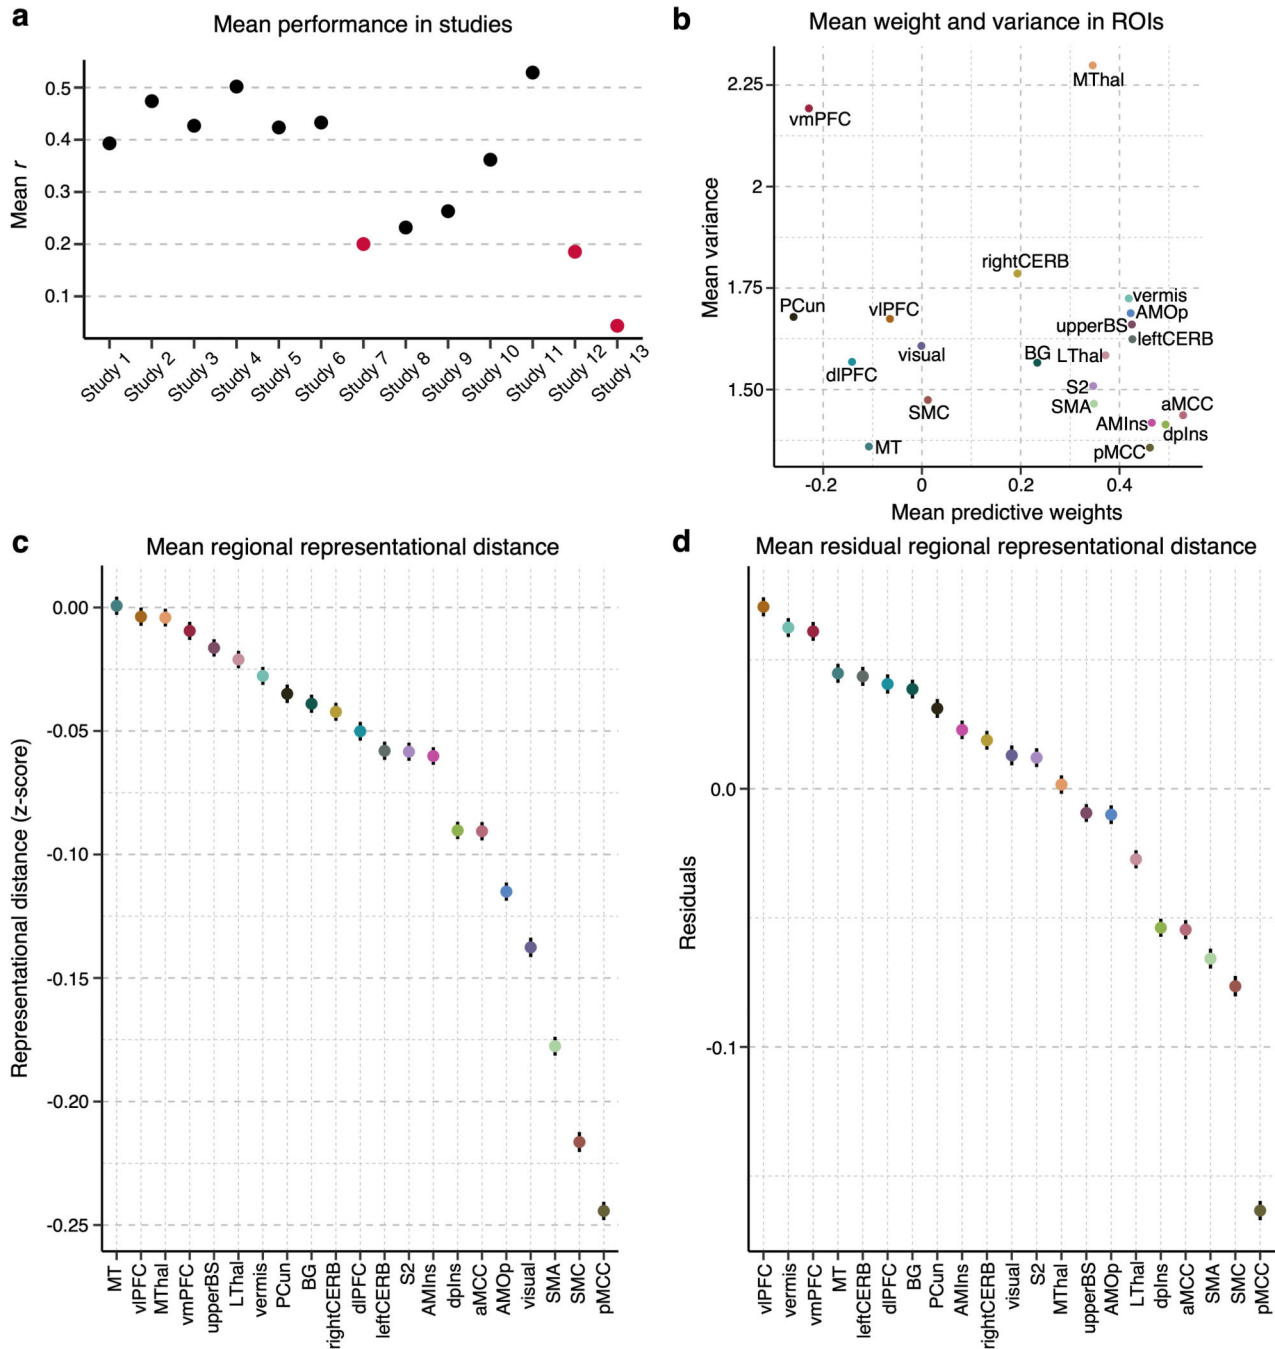 a
Mean performance in studies
Mean r
0.5
0.4
0.3
0.2
0.1
Study 1
Study 2
Study 3
Study 4
Study 5
Study 6
Study 7
Study 8
Study 9
Study 10
Study 11
Study 12
Study 13
b
Mean weight and variance in ROIs
Mean variance
2.25
2
1.75
1.50
MThal
vmPFC
rightCERB
PCun
vlPFC
vermis
AMOp
upperBS
leftCERB
visual
BG
LThal
dlPFC
S2
SMA
aMCC
SMC
AMIns
dpIns
MT
pMCC
-0.2
0
0.2
0.4
Mean predictive weights
c
Mean regional representational distance
Representational distance (z-score)
0.00
-0.05
-0.10
-0.15
-0.20
-0.25
MT
vlPFC
MThal
vmPFC
upperBS
LThal
vermis
PCun
BG
rightCERB
dlPFC
leftCERB
S2
AMIns
dpIns
aMCC
AMOp
visual
SMA
SMC
pMCC
d
Mean residual regional representational distance
Residuals
0.0
-0.1
vlPFC
vermis
vmPFC
MT
leftCERB
dlPFC
BG
PCun
AMIns
rightCERB
visual
S2
MThal
upperBS
AMOp
LThal
dpIns
aMCC
SMA
SMC
pMCC